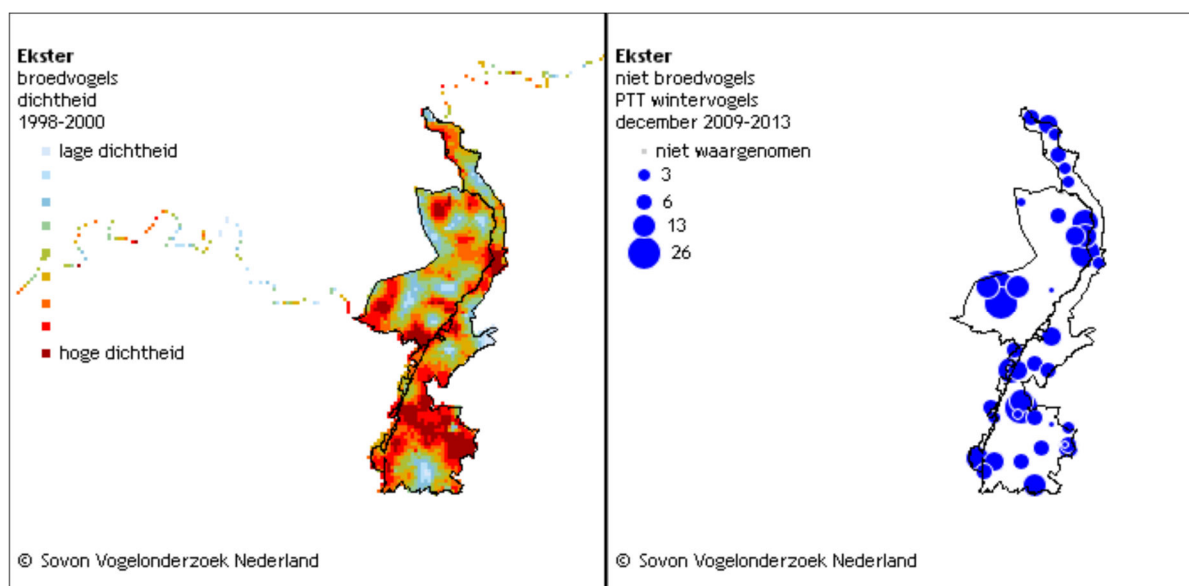 Ekster
broedvogels
dichtheid
1998-2000
lage dichtheid
hoge dichtheid
© Sovon Vogelonderzoek Nederland
Ekster
niet broedvogels
PTT wintervogels
december 2009-2013
niet waargenomen
3
6
13
26
© Sovon Vogelonderzoek Nederland